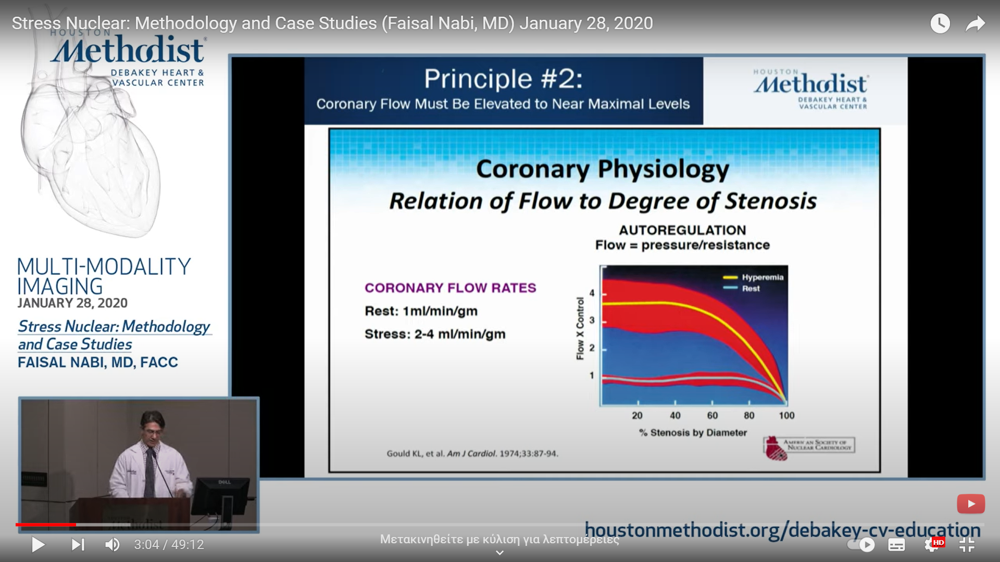 Stress Nuclear: Methodology and Case Studies (Faisal Nabi, MD) January 28, 2020
HOUSTON
Methodist
DEBAKEY HEART &
VASCULAR CENTER
MULTI-MODALITY
IMAGING
JANUARY 28, 2020
Stress Nuclear: Methodology
and Case Studies
FAISAL NABI, MD, FACC
Principle #2:
Coronary Flow Must Be Elevated to Near Maximal Levels
HOUSTON
Methodist
DEBAKEY HEART &
VASCULAR CENTER
Coronary Physiology
Relation of Flow to Degree of Stenosis
AUTOREGULATION
Flow = pressure/resistance
CORONARY FLOW RATES
Rest: 1ml/min/gm
Stress: 2-4 ml/min/gm
Hyperemia
Rest
Flow X Control
4
3
2
1
20 40 60 80 100
% Stenosis by Diameter
Gould KL, et al. Am J Cardiol. 1974;33:87-94.
AMERICAN SOCIETY OF
NUCLEAR CARDIOLOGY
DELL
Methodist
houstonmethodist.org/debakey-cv-education
3:04 / 49:12
Μετακινηθείτε με κύλιση για λεπτομέρειες
HD